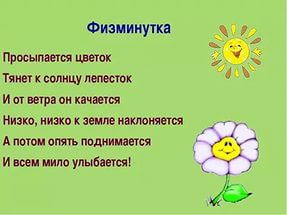 Физминутка
Просыпается цветок
Тянет к солнцу лепесток
И от ветра он качается
Низко, низко к земле наклоняется
А потом опять поднимается
И всем мило улыбается!